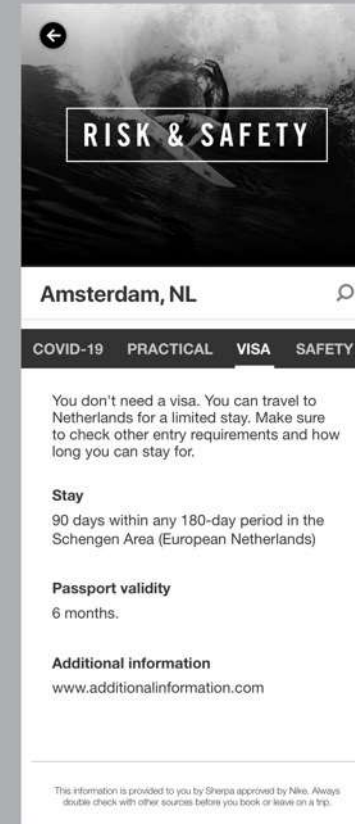 RISK & SAFETY
Amsterdam, NL
COVID-19 PRACTICAL VISA SAFETY
You don't need a visa. You can travel to
Netherlands for a limited stay. Make sure
to check other entry requirements and how
long you can stay for.
Stay
90 days within any 180-day period in the
Schengen Area (European Netherlands)
Passport validity
6 months.
Additional information
www.additionalinformation.com
This information is provided to you by Sherpa approved by Nike. Always
double check with other sources before you book or leave on a trip.